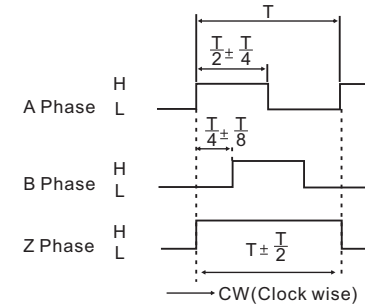 T
T/2 ± T/4
H
A Phase L
T/4 ± T/8
H
B Phase L
H
Z Phase L
T ± T/2
CW(Clock wise)